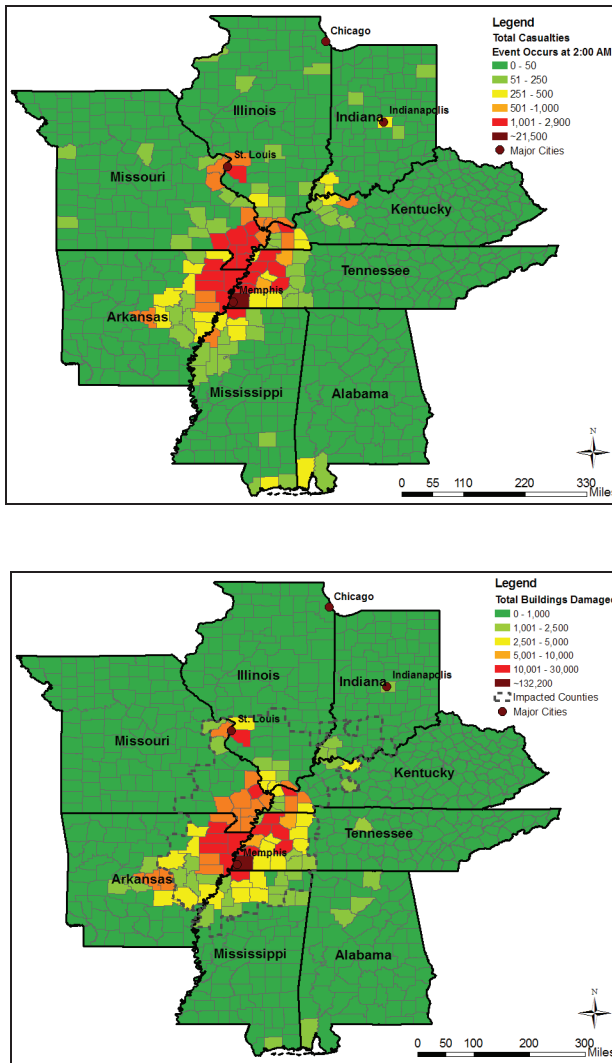 Chicago
Legend
Total Casualties
Event Occurs at 2:00 AM
0 - 50
51 - 250
251 - 500
501 -1,000
1,001 - 2,900
~21,500
Major Cities
Illinois
Indiana
Indianapolis
St. Louis
Missouri
Kentucky
Tennessee
Memphis
Arkansas
Mississippi
Alabama
N
0 55 110 220 330
Miles
Chicago
Legend
Total Buildings Damaged
0 - 1,000
1,001 - 2,500
2,501 - 5,000
5,001 - 10,000
10,001 - 30,000
~132,200
Impacted Counties
Major Cities
Illinois
Indiana
Indianapolis
St. Louis
Missouri
Kentucky
Tennessee
Memphis
Arkansas
Mississippi
Alabama
N
0 50 100 200 300
Miles